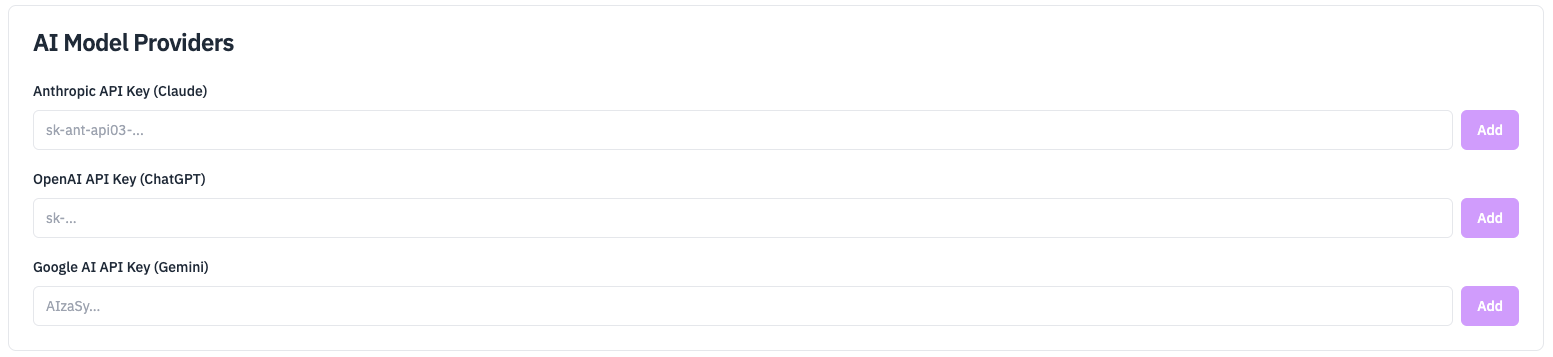 AI Model Providers
Anthropic API Key (Claude)
sk-ant-api03-...
Add
OpenAI API Key (ChatGPT)
sk-...
Add
Google AI API Key (Gemini)
AIzaSy...
Add